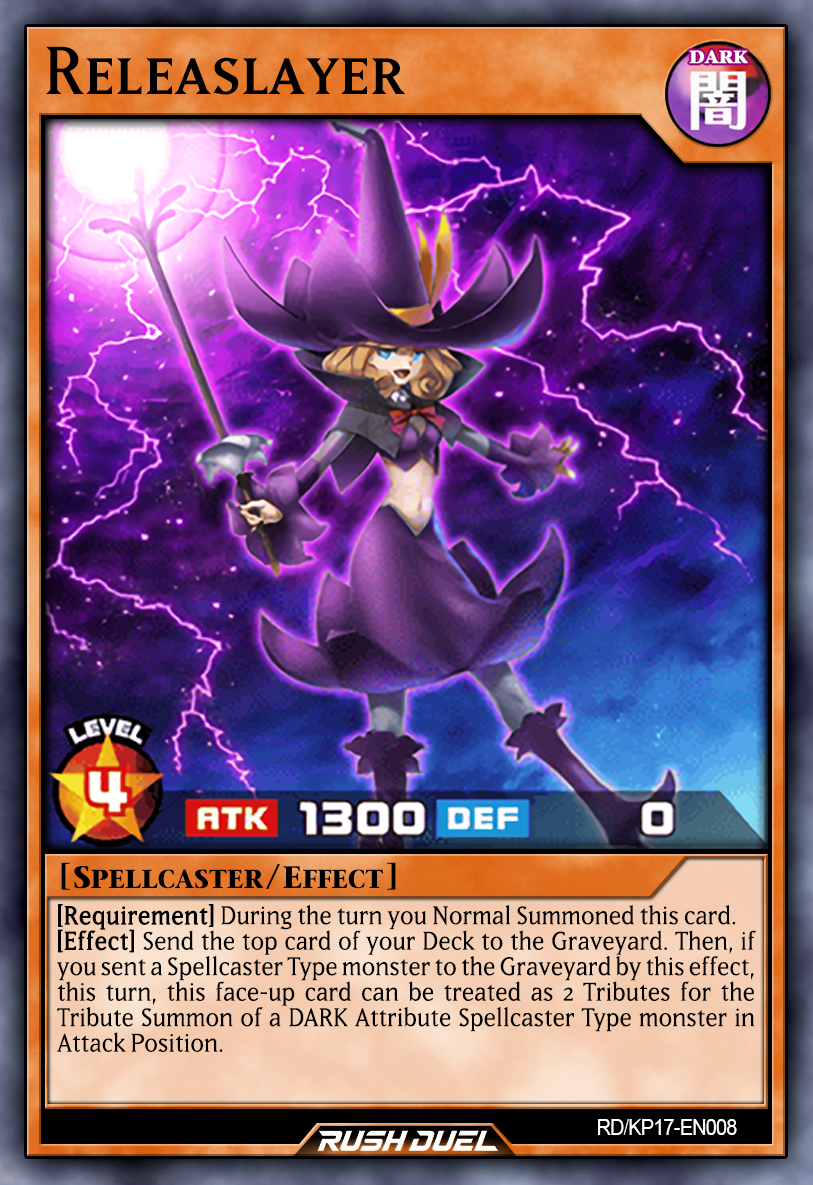 Releaslayer
DARK
闇
LEVEL
4
ATK 1300 DEF 0
[Spellcaster/Effect]
[Requirement] During the turn you Normal Summoned this card.
[Effect] Send the top card of your Deck to the Graveyard. Then, if
you sent a Spellcaster Type monster to the Graveyard by this effect,
this turn, this face-up card can be treated as 2 Tributes for the
Tribute Summon of a DARK Attribute Spellcaster Type monster in
Attack Position.
RD/KP17-EN008
RUSH DUEL